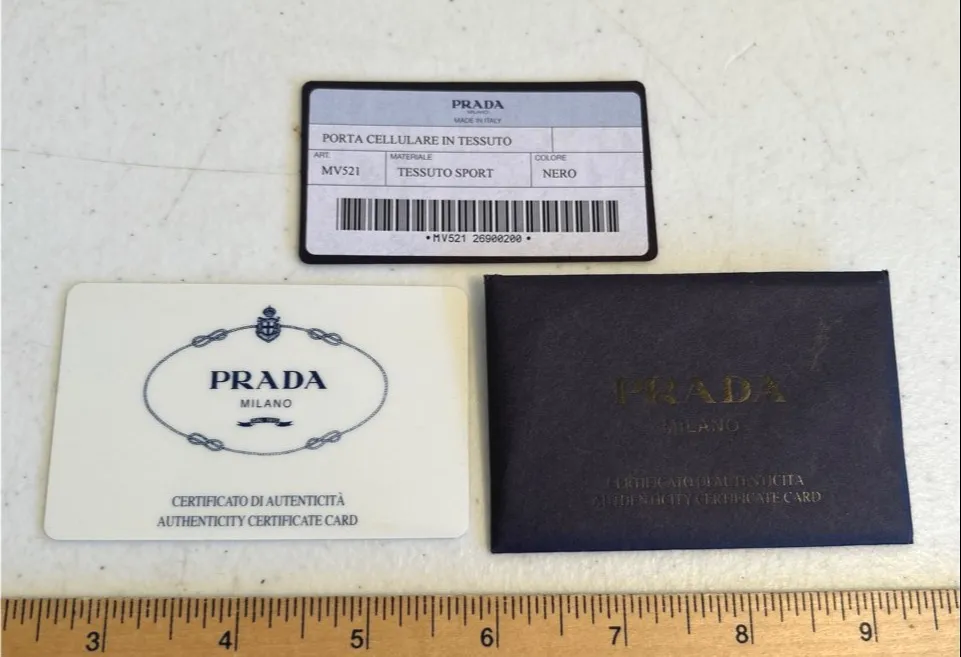 PRADA
MILANO
MADE IN ITALY
PORTA CELLULARE IN TESSUTO
ART. MATERIALE COLORE
MV521 TESSUTO SPORT NERO
•MV521 26900200 •
PRADA
MILANO
CERTIFICATO DI AUTENTICITÀ
AUTHENTICITY CERTIFICATE CARD
PRADA
MILANO
CERTIFICATO DI AUTENTICITA
AUTHENTICITY CERTIFICATE CARD
3 4 5 6 7 8 9